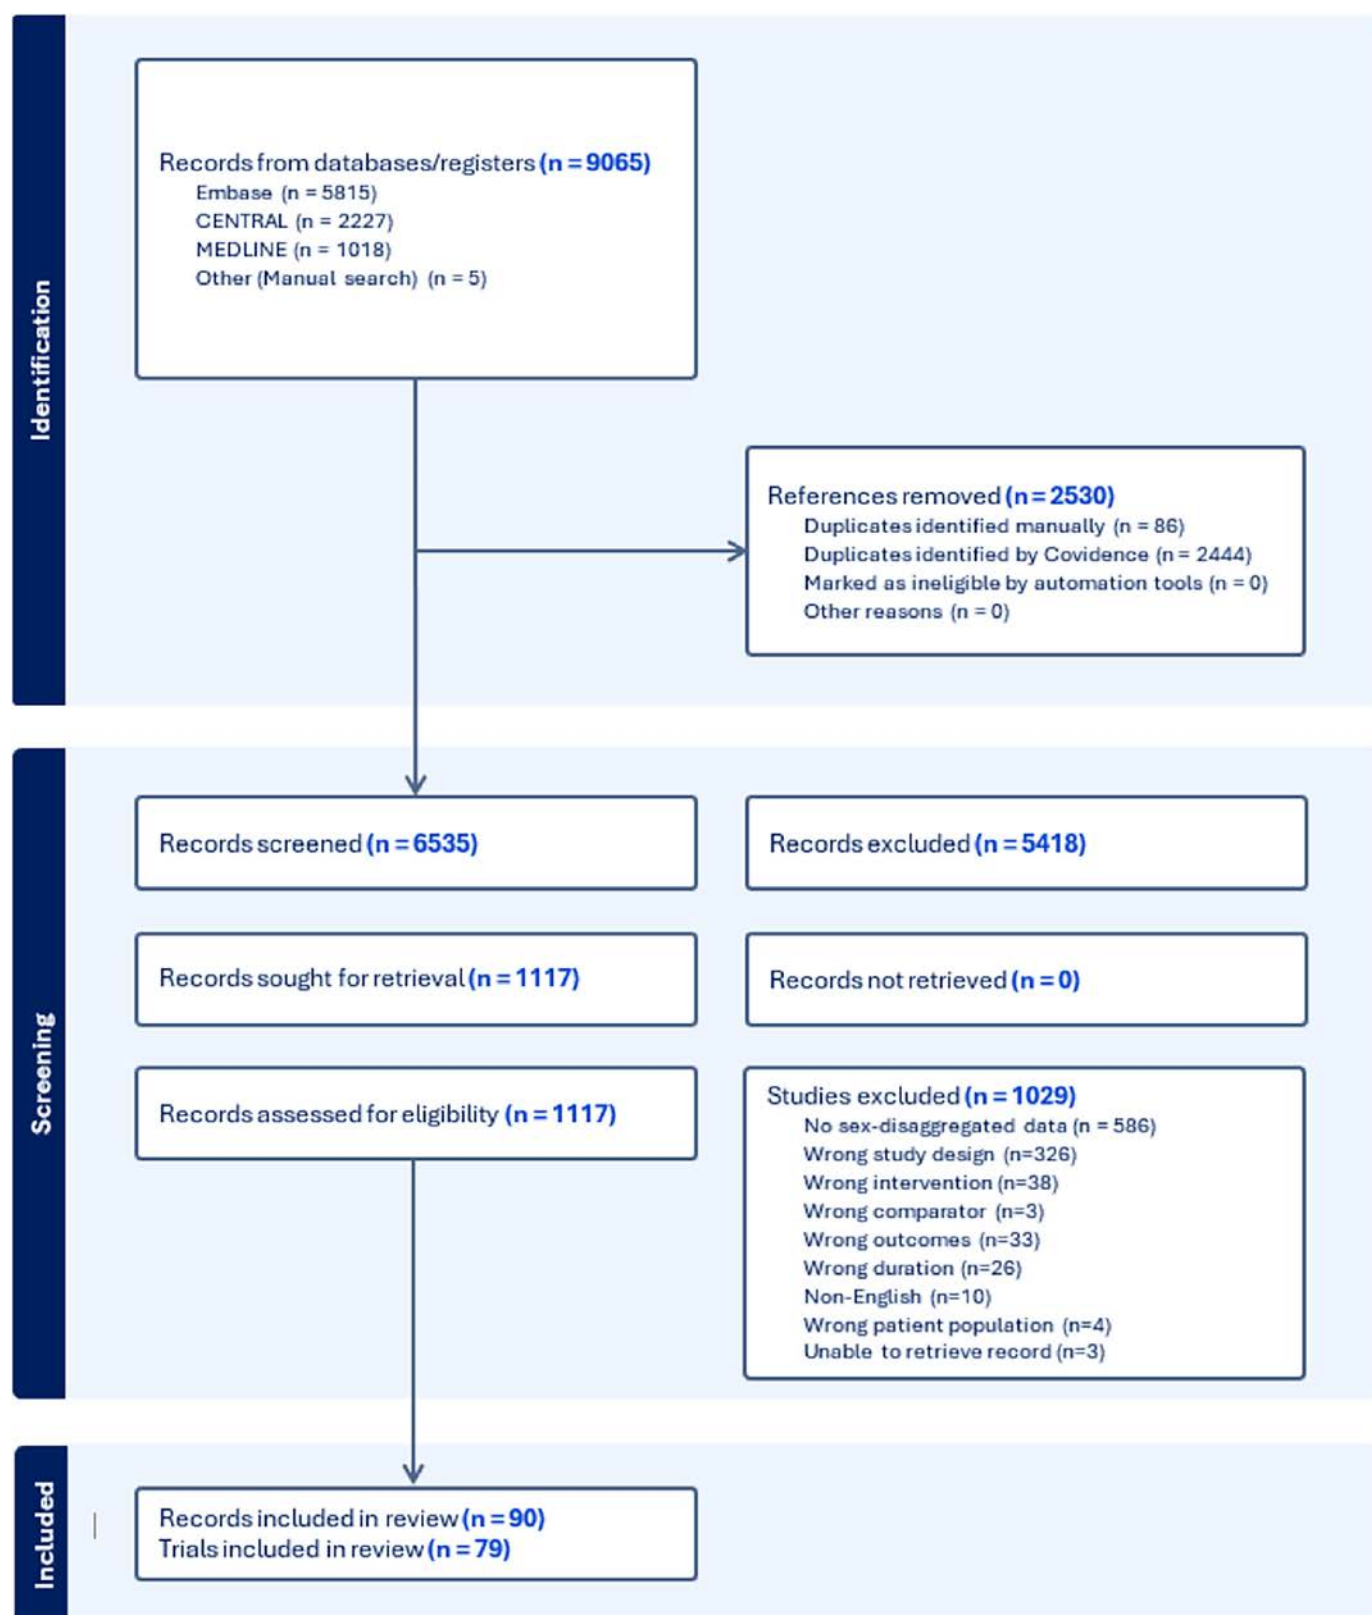 Identification
Records from databases/registers (n = 9065)
Embase (n = 5815)
CENTRAL (n = 2227)
MEDLINE (n = 1018)
Other (Manual search) (n = 5)
References removed (n = 2530)
Duplicates identified manually (n = 86)
Duplicates identified by Covidence (n = 2444)
Marked as ineligible by automation tools (n = 0)
Other reasons (n = 0)
Screening
Records screened (n = 6535)
Records excluded (n = 5418)
Records sought for retrieval (n = 1117)
Records not retrieved (n = 0)
Records assessed for eligibility (n = 1117)
Studies excluded (n = 1029)
No sex-disaggregated data (n = 586)
Wrong study design (n=326)
Wrong intervention (n=38)
Wrong comparator (n=3)
Wrong outcomes (n=33)
Wrong duration (n=26)
Non-English (n=10)
Wrong patient population (n=4)
Unable to retrieve record (n=3)
Included
Records included in review (n = 90)
Trials included in review (n = 79)